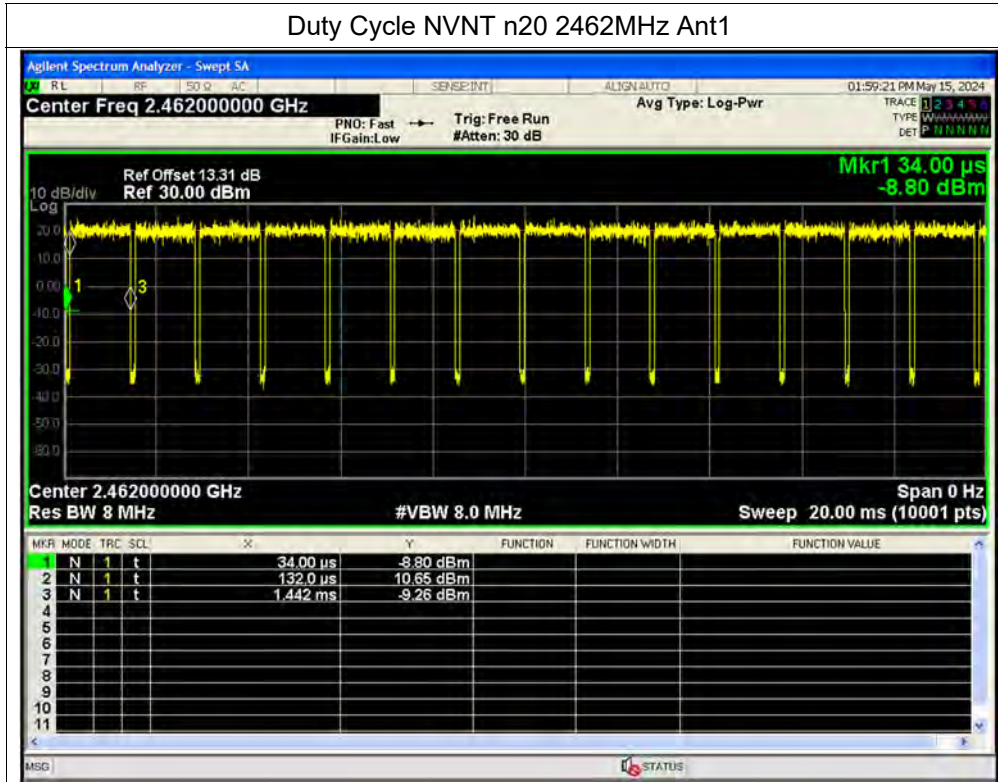 Duty Cycle NVNT n20 2462MHz Ant1
Agilent Spectrum Analyzer - Swept SA
RL RF 50 Ω AC SENSE:INT ALIGN AUTO 01:59:21 PM May 15, 2024
Center Freq 2.462000000 GHz
PNO: Fast
IFGain:Low
Trig: Free Run
#Atten: 30 dB
Avg Type: Log-Pwr
TRACE 1 2 3 4 5 6
TYPE W
DET P N N N N N
Mkr1 34.00 µs
-8.80 dBm
Ref Offset 13.31 dB
10 dB/div Ref 30.00 dBm
Log
20.0
10.0
0.00
-10.0
-20.0
-30.0
-40.0
-50.0
-60.0
1
3
Center 2.462000000 GHz Span 0 Hz
Res BW 8 MHz #VBW 8.0 MHz Sweep 20.00 ms (10001 pts)
MKR MODE TRC SCL X Y FUNCTION FUNCTION WIDTH FUNCTION VALUE
1 N 1 t 34.00 µs -8.80 dBm
2 N 1 t 132.0 µs 10.65 dBm
3 N 1 t 1.442 ms -9.26 dBm
4
5
6
7
8
9
10
11
MSG STATUS